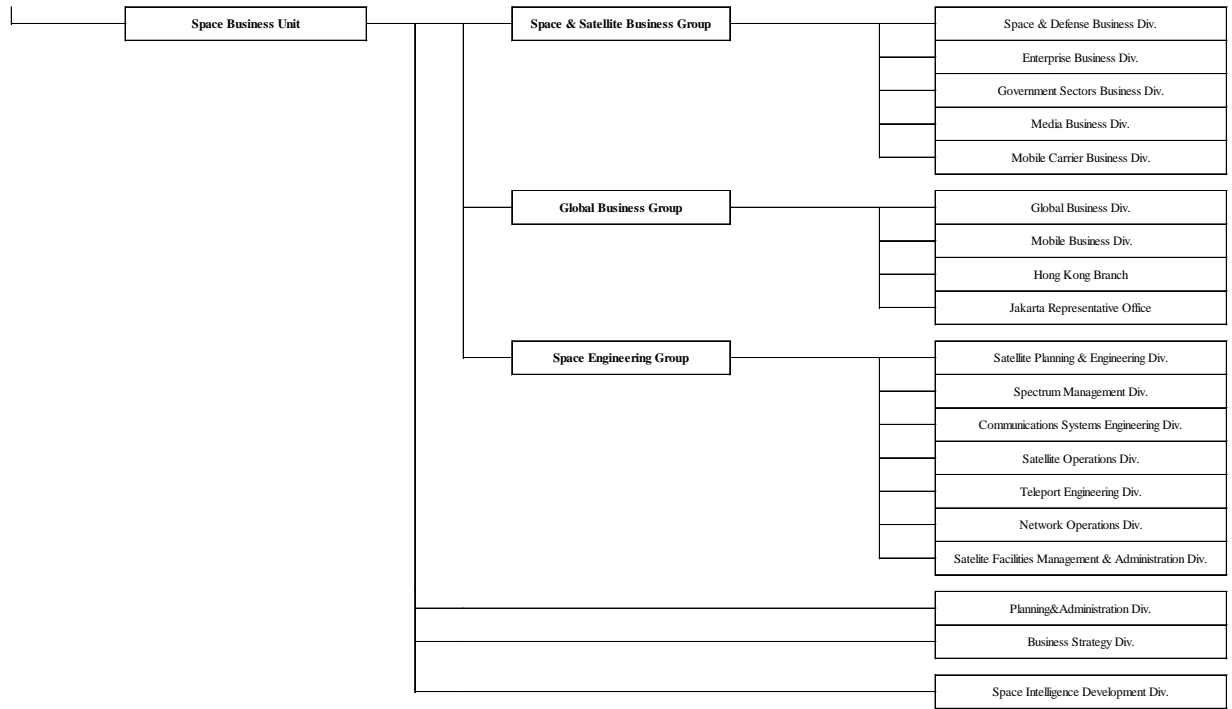 Space Business Unit
Space & Satellite Business Group
Space & Defense Business Div.
Enterprise Business Div.
Government Sectors Business Div.
Media Business Div.
Mobile Carrier Business Div.
Global Business Group
Global Business Div.
Mobile Business Div.
Hong Kong Branch
Jakarta Representative Office
Space Engineering Group
Satellite Planning & Engineering Div.
Spectrum Management Div.
Communications Systems Engineering Div.
Satellite Operations Div.
Teleport Engineering Div.
Network Operations Div.
Satelite Facilities Management & Administration Div.
Planning&Administration Div.
Business Strategy Div.
Space Intelligence Development Div.